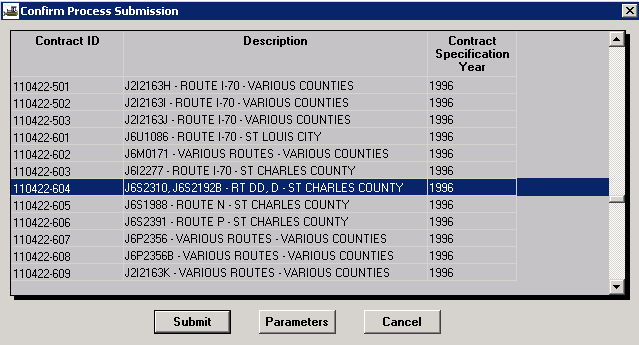 Confirm Process Submission
Contract ID Description Contract
Specification
Year
110422-501 J2I2163H - ROUTE I-70 - VARIOUS COUNTIES 1996
110422-502 J2I2163I - ROUTE I-70 - VARIOUS COUNTIES 1996
110422-503 J2I2163J - ROUTE I-70 - VARIOUS COUNTIES 1996
110422-601 J6U1086 - ROUTE I-70 - ST LOUIS CITY 1996
110422-602 J6M0171 - VARIOUS ROUTES - VARIOUS COUNTIES 1996
110422-603 J6I2277 - ROUTE I-70 - ST CHARLES COUNTY 1996
110422-604 J6S2310, J6S2192B - RT DD, D - ST CHARLES COUNTY 1996
110422-605 J6S1988 - ROUTE N - ST CHARLES COUNTY 1996
110422-606 J6S2391 - ROUTE P - ST CHARLES COUNTY 1996
110422-607 J6P2356 - VARIOUS ROUTES - VARIOUS COUNTIES 1996
110422-608 J6P2356B - VARIOUS ROUTES - VARIOUS COUNTIES 1996
110422-609 J2I2163K - VARIOUS ROUTES - VARIOUS COUNTIES 1996
Submit Parameters Cancel